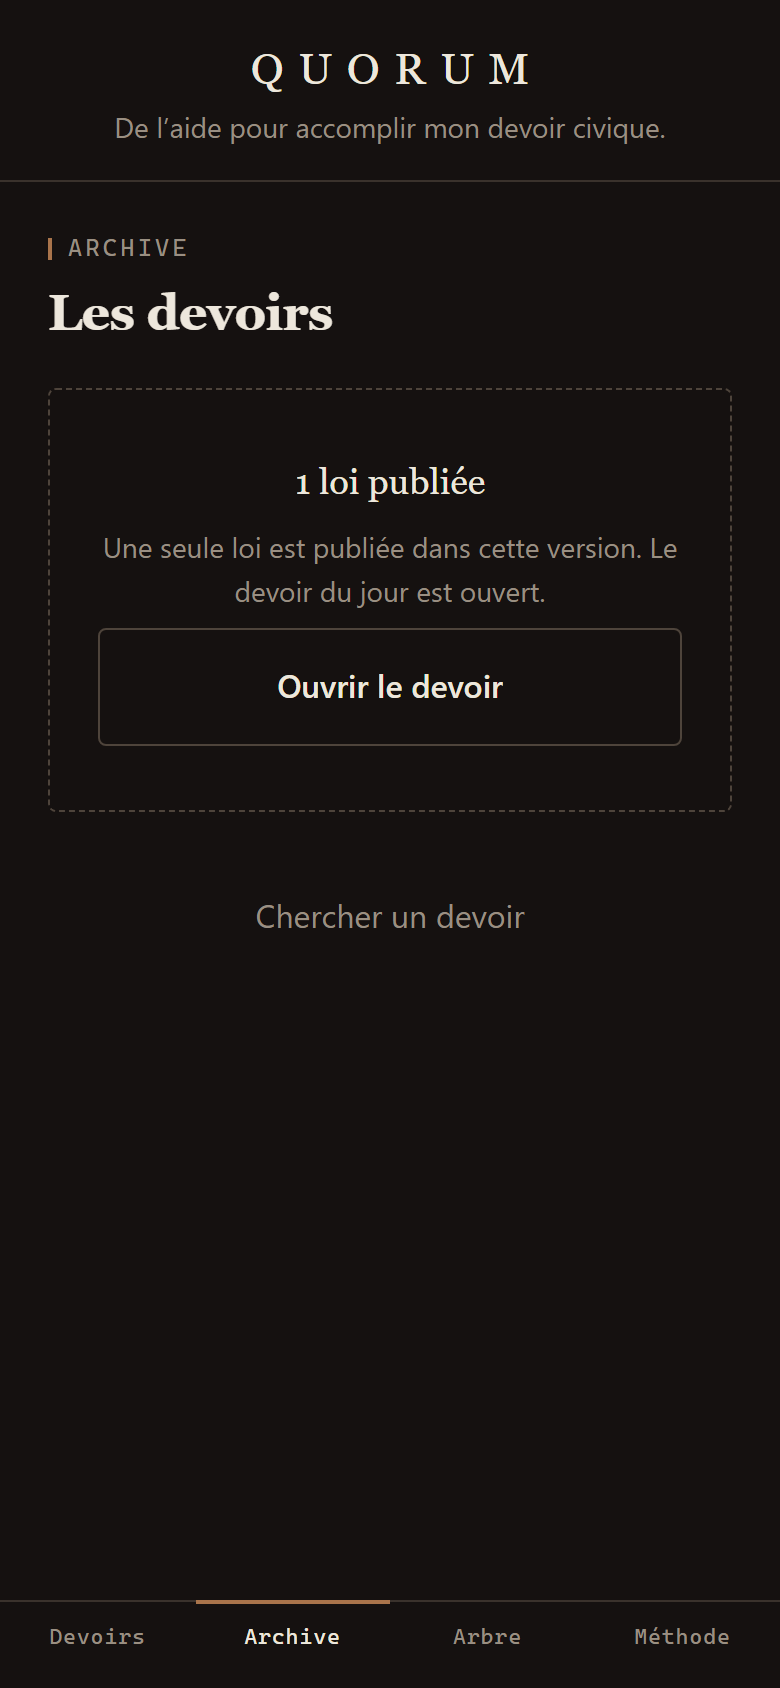 QUORUM
De l’aide pour accomplir mon devoir civique.
ARCHIVE
Les devoirs
1 loi publiée
Une seule loi est publiée dans cette version. Le
devoir du jour est ouvert.
Ouvrir le devoir
Chercher un devoir
Devoirs Archive Arbre Méthode